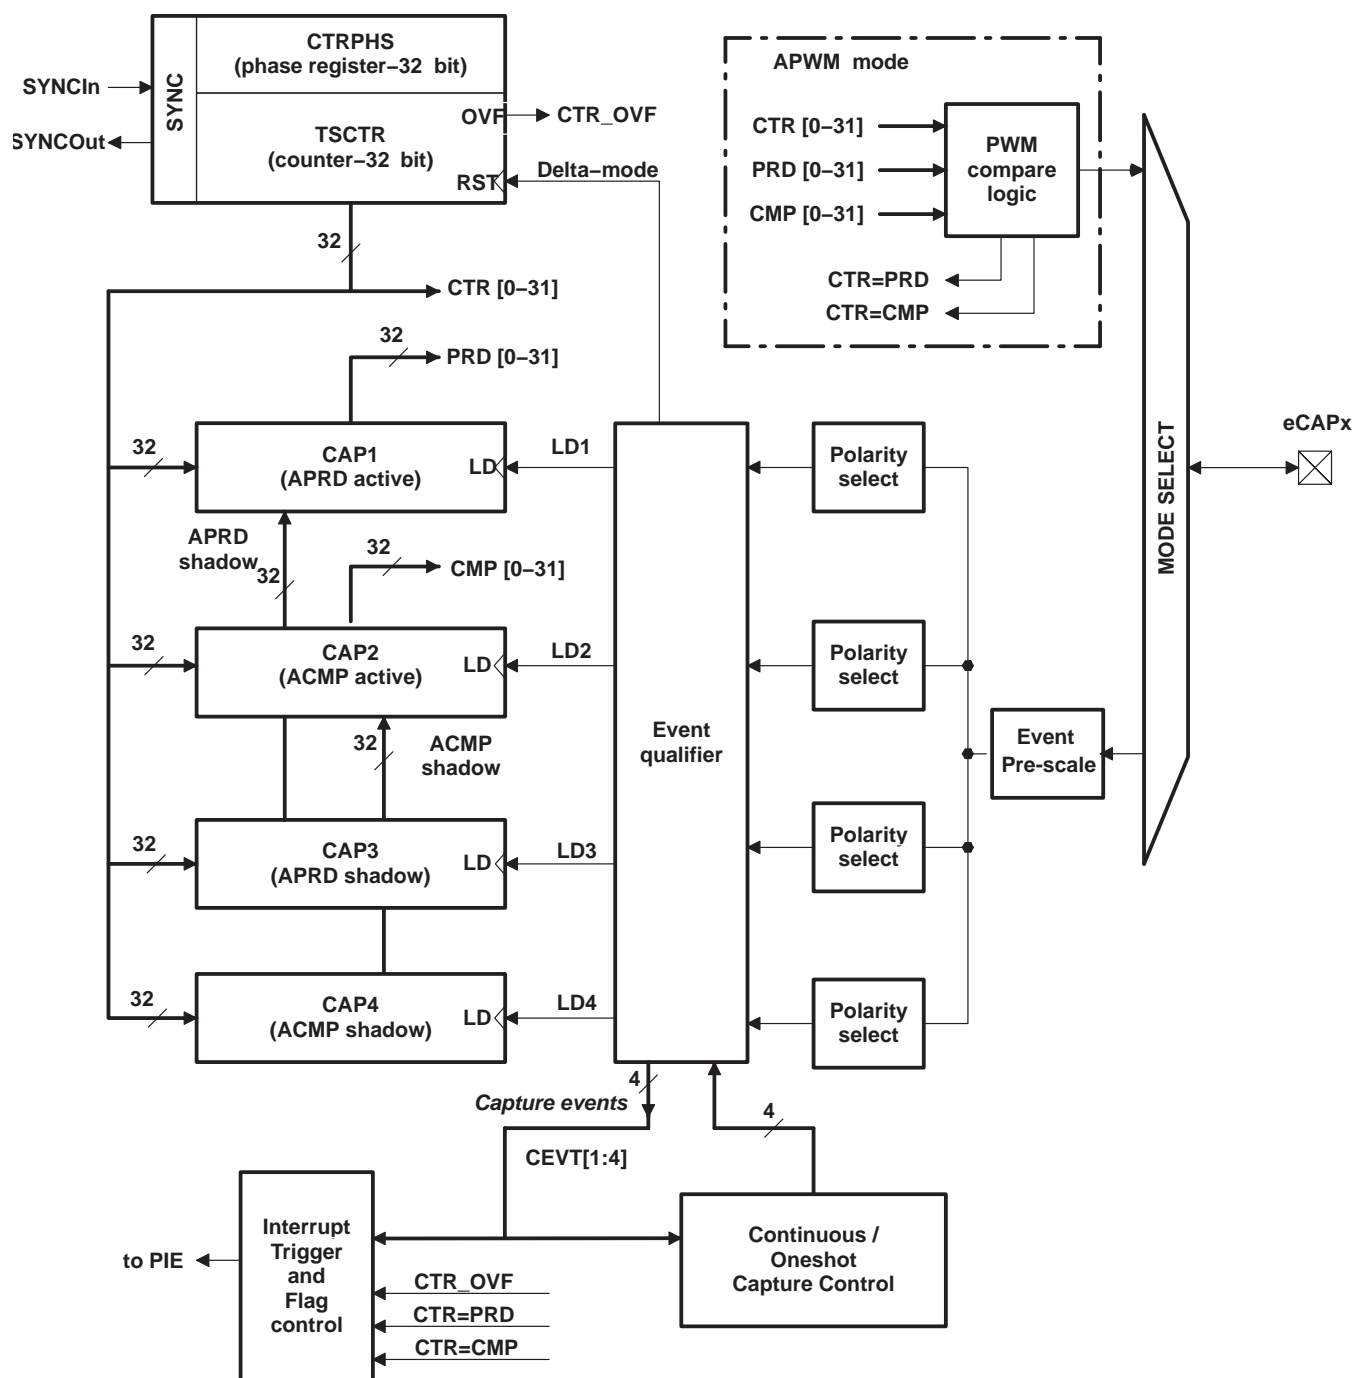 CTRPHS
(phase register−32 bit)
SYNC
SYNCIn
SYNCOut
OVF
CTR_OVF
TSCTR
(counter−32 bit)
RST
Delta−mode
32
CTR [0−31]
32
PRD [0−31]
APWM mode
CTR [0−31]
PRD [0−31]
CMP [0−31]
PWM
compare
logic
CTR=PRD
CTR=CMP
MODE SELECT
eCAPx
32
CAP1
(APRD active)
LD
LD1
Polarity
select
APRD
shadow
32
32
CMP [0−31]
32
CAP2
(ACMP active)
LD
LD2
Polarity
select
32
ACMP
shadow
Event
qualifier
Event
Pre-scale
32
CAP3
(APRD shadow)
LD
LD3
Polarity
select
32
CAP4
(ACMP shadow)
LD
LD4
Polarity
select
4
Capture events
4
CEVT[1:4]
Interrupt
Trigger
and
Flag
control
to PIE
CTR_OVF
CTR=PRD
CTR=CMP
Continuous /
Oneshot
Capture Control